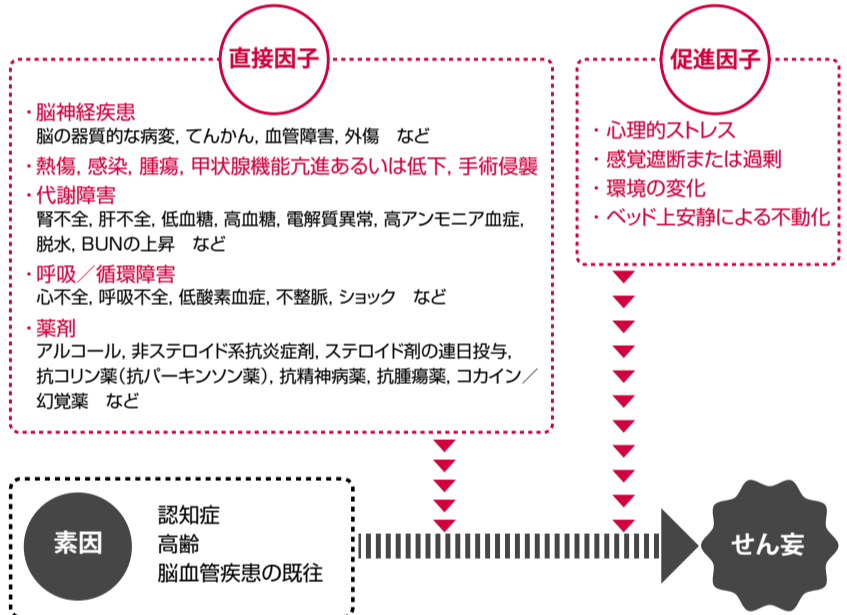 直接因子
・脳神経疾患
脳の器質的な病変, てんかん, 血管障害, 外傷　など
・熱傷, 感染, 腫瘍, 甲状腺機能亢進あるいは低下, 手術侵襲
・代謝障害
腎不全, 肝不全, 低血糖, 高血糖, 電解質異常, 高アンモニア血症,
脱水, BUNの上昇　など
・呼吸／循環障害
心不全, 呼吸不全, 低酸素血症, 不整脈, ショック　など
・薬剤
アルコール, 非ステロイド系抗炎症剤, ステロイド剤の連日投与,
抗コリン薬（抗パーキンソン薬）, 抗精神病薬, 抗腫瘍薬, コカイン／
幻覚薬　など
促進因子
・心理的ストレス
・感覚遮断または過剰
・環境の変化
・ベッド上安静による不動化
素因
認知症
高齢
脳血管疾患の既往
せん妄